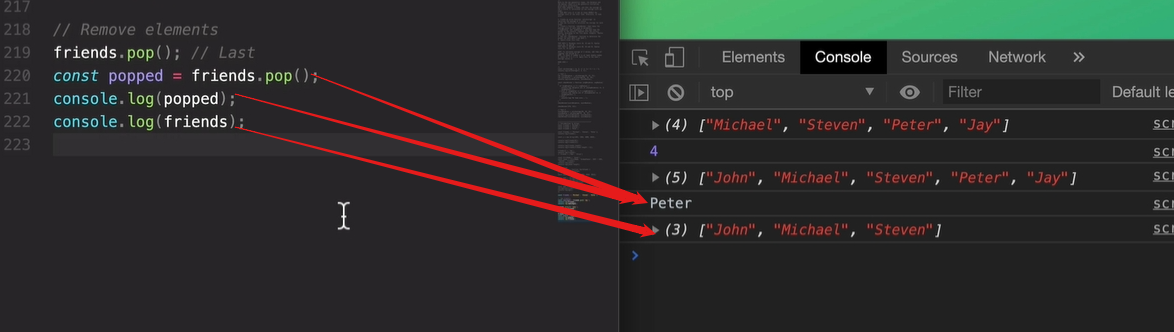 217
218 // Remove elements
219 friends.pop(); // Last
220 const popped = friends.pop();
221 console.log(popped);
222 console.log(friends);
223
Elements Console Sources Network »
top Filter Default le
(4) ["Michael", "Steven", "Peter", "Jay"] scr
4 scr
(5) ["John", "Michael", "Steven", "Peter", "Jay"] scr
Peter scr
(3) ["John", "Michael", "Steven"] scr
>